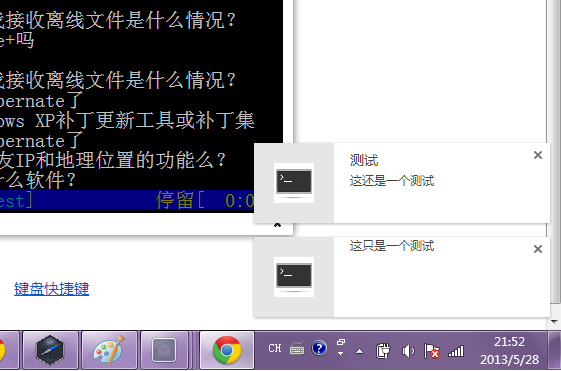 我接收离线文件是什么情况？
e+吗
我接收离线文件是什么情况？
bernate了
ows XP补丁更新工具或补丁集
bernate了
友IP和地理位置的功能么？
什么软件？
est] 停留[ 0:0
测试
这还是一个测试
这只是一个测试
键盘快捷键
CH
21:52
2013/5/28